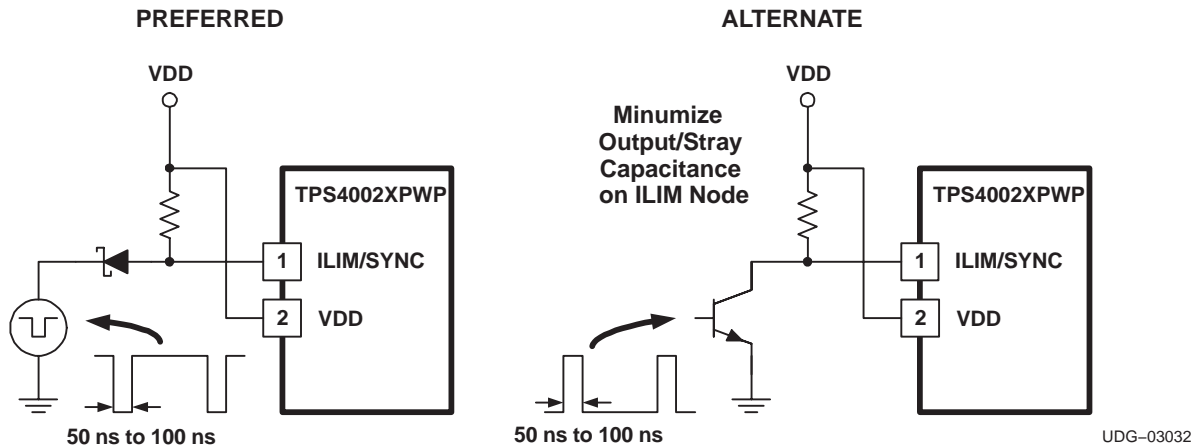 PREFERRED
VDD
TPS4002XPWP
1 ILIM/SYNC
2 VDD
50 ns to 100 ns
ALTERNATE
VDD
Minumize
Output/Stray
Capacitance
on ILIM Node
TPS4002XPWP
1 ILIM/SYNC
2 VDD
50 ns to 100 ns
UDG–03032